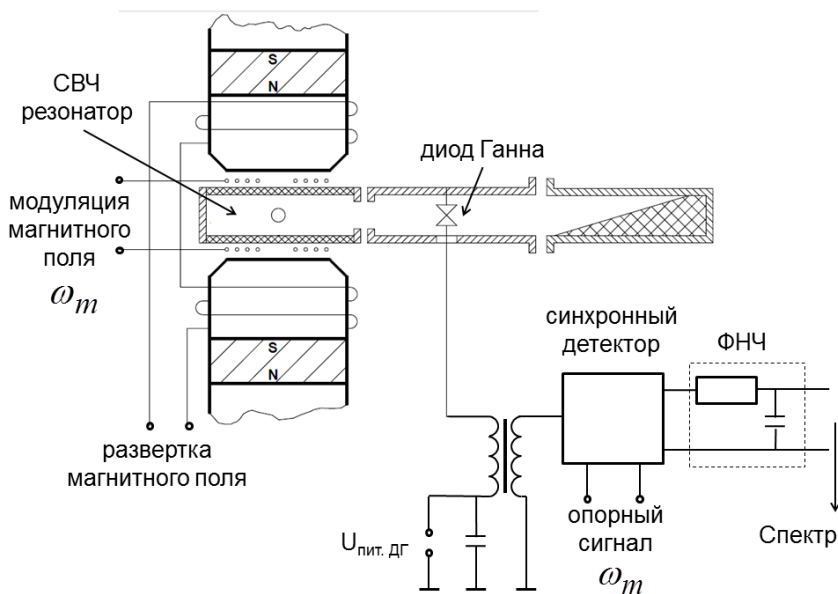 S
N
СВЧ
резонатор
диод Ганна
модуляция
магнитного
поля
ω_m
S
N
развертка
магнитного поля
синхронный
детектор
ФНЧ
U пит. ДГ
опорный
сигнал
ω_m
Спектр